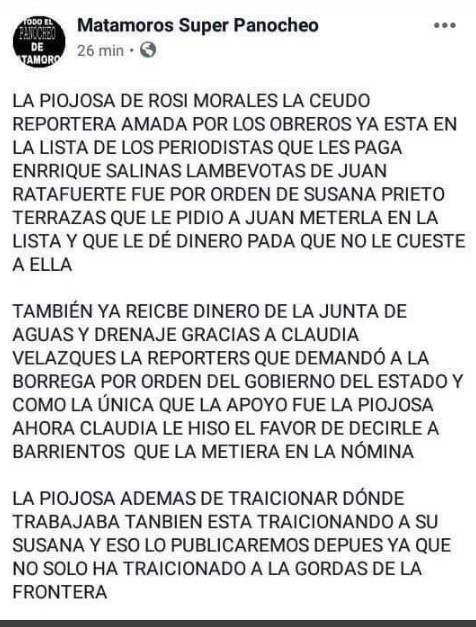 TODO EL
PANOCHEO
DE
MATAMORO
Matamoros Super Panocheo
26 min
LA PIOJOSA DE ROSI MORALES LA CEUDO
REPORTERA AMADA POR LOS OBREROS YA ESTA EN
LA LISTA DE LOS PERIODISTAS QUE LES PAGA
ENRRIQUE SALINAS LAMBEVOTAS DE JUAN
RATAFUERTE FUE POR ORDEN DE SUSANA PRIETO
TERRAZAS QUE LE PIDIO A JUAN METERLA EN LA
LISTA Y QUE LE DÉ DINERO PADA QUE NO LE CUESTE
A ELLA
TAMBIÉN YA REICBE DINERO DE LA JUNTA DE
AGUAS Y DRENAJE GRACIAS A CLAUDIA
VELAZQUES LA REPORTERS QUE DEMANDÓ A LA
BORREGA POR ORDEN DEL GOBIERNO DEL ESTADO Y
COMO LA ÚNICA QUE LA APOYO FUE LA PIOJOSA
AHORA CLAUDIA LE HISO EL FAVOR DE DECIRLE A
BARRIENTOS QUE LA METIERA EN LA NÓMINA
LA PIOJOSA ADEMAS DE TRAICIONAR DÓNDE
TRABAJABA TANBIEN ESTA TRAICIONANDO A SU
SUSANA Y ESO LO PUBLICAREMOS DEPUES YA QUE
NO SOLO HA TRAICIONADO A LA GORDAS DE LA
FRONTERA